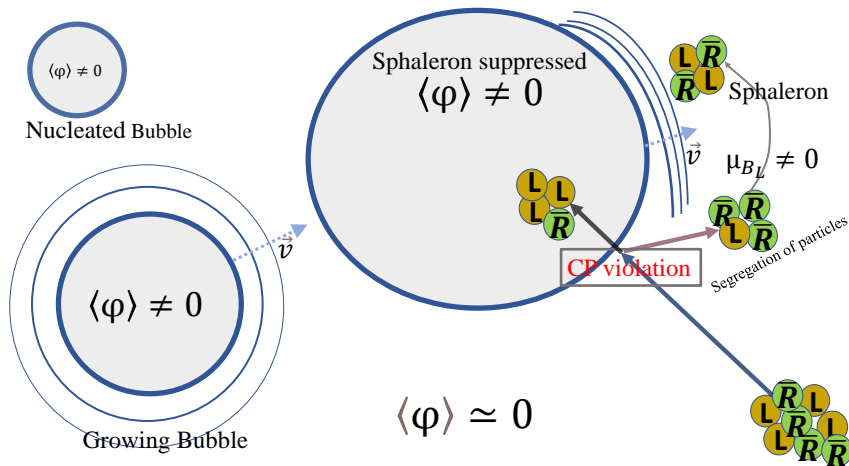 ⟨φ⟩ ≠ 0
Nucleated Bubble
Sphaleron suppressed
⟨φ⟩ ≠ 0
L R̅
R̅ L
Sphaleron
v⃗
μ_{B_L} ≠ 0
L L
L R̅
R̅ R̅
L R̅
Segregation of particles
CP violation
v⃗
⟨φ⟩ ≠ 0
Growing Bubble
⟨φ⟩ ≃ 0
R̅ L
L R̅ L
L R̅
R̅ R̅